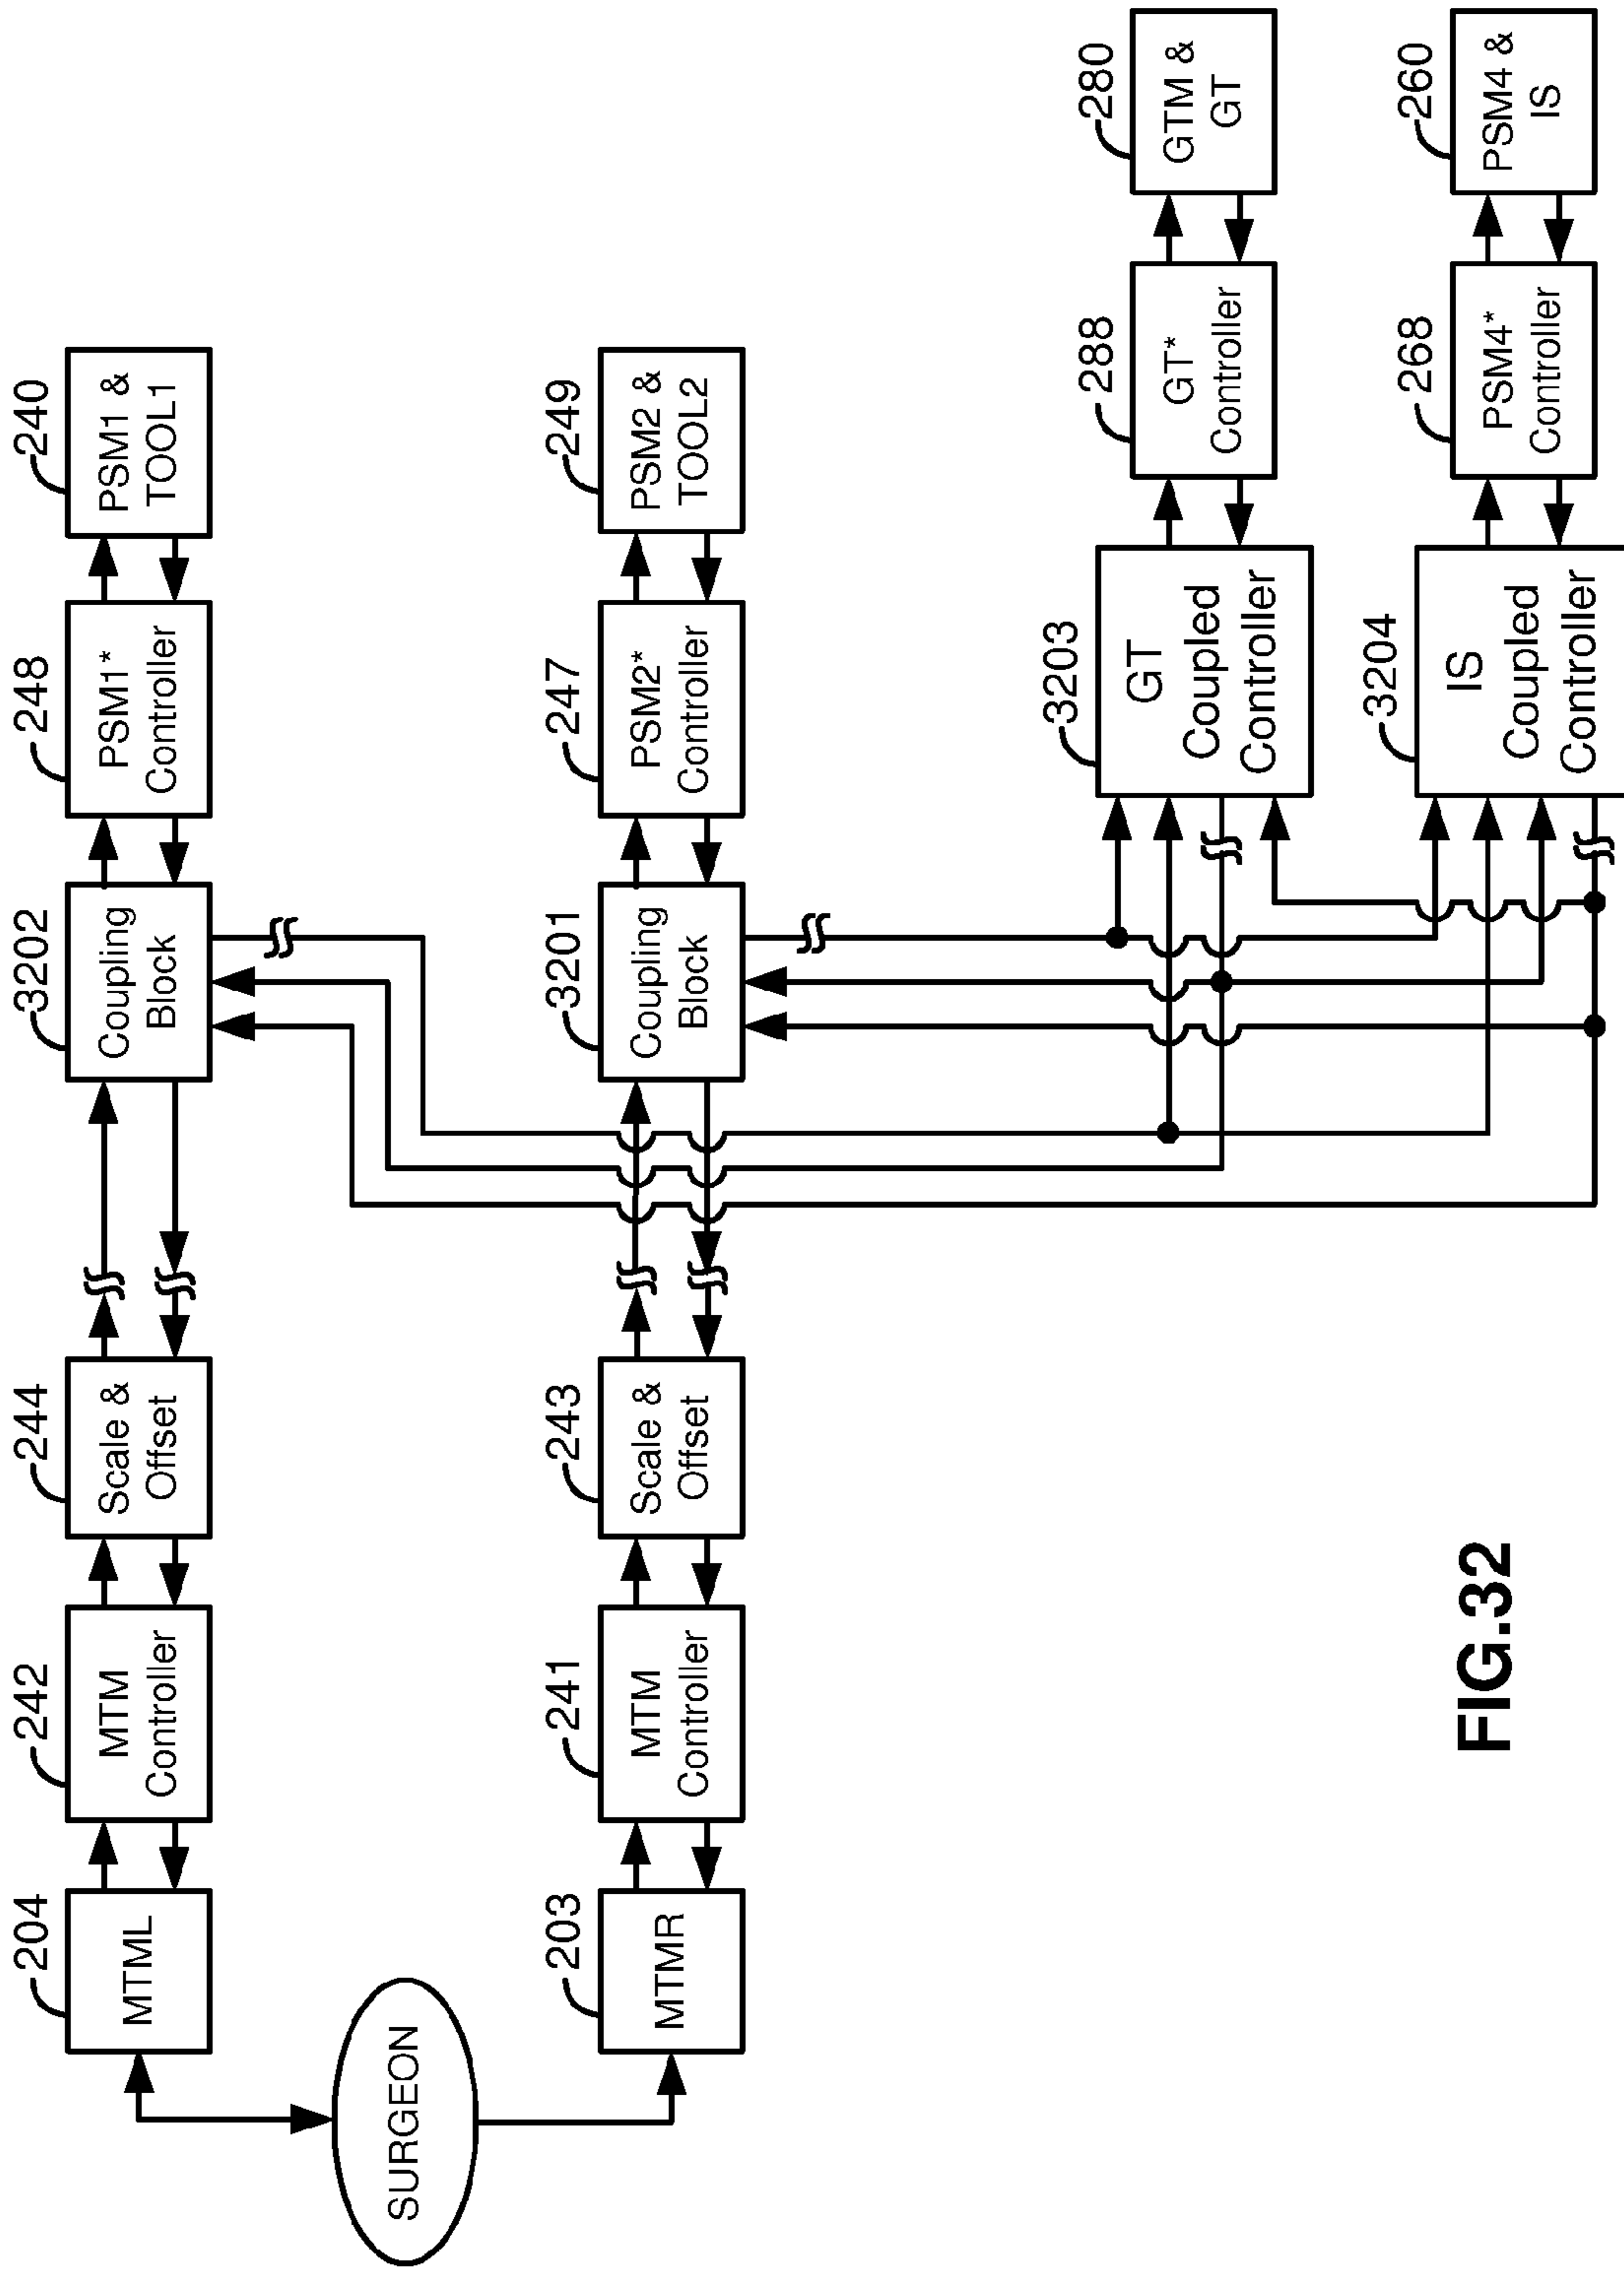 204
MTML
242
MTM
Controller
244
Scale &
Offset
3202
Coupling
Block
248
PSM1*
Controller
240
PSM1 &
TOOL1
SURGEON
203
MTMR
241
MTM
Controller
243
Scale &
Offset
3201
Coupling
Block
247
PSM2*
Controller
249
PSM2 &
TOOL2
3203
GT
Coupled
Controller
288
GT*
Controller
280
GTM &
GT
3204
IS
Coupled
Controller
268
PSM4*
Controller
260
PSM4 &
IS
FIG.32